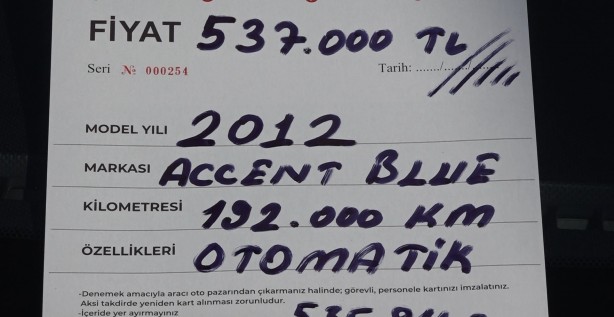 FİYAT 537.000 TL
Seri № 000254 Tarih: ....../....../......
MODEL YILI 2012
MARKASI ACCENT BLUE
KİLOMETRESİ 192.000 KM
ÖZELLİKLERİ OTOMATİK
-Denemek amacıyla aracı oto pazarından çıkarmanız halinde; görevli, personele kartınızı imzalatınız.
Aksi takdirde yeniden kart alınması zorunludur.
-İçeride yer ayırmayınız